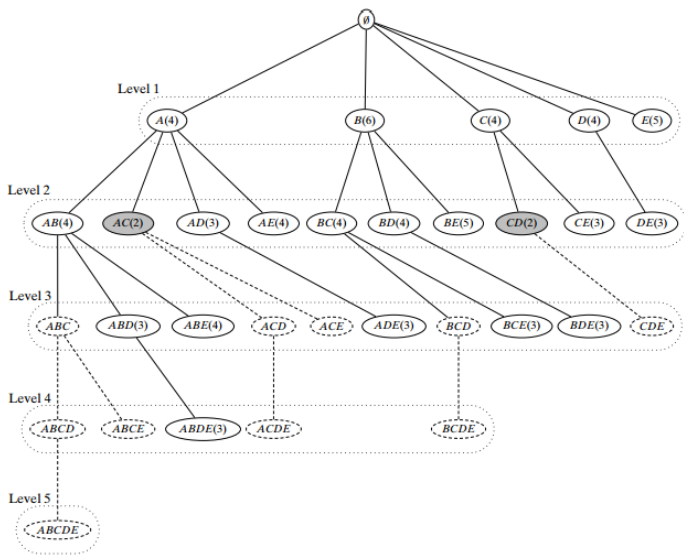 ∅
Level 1
A(4) B(6) C(4) D(4) E(5)
Level 2
AB(4) AC(2) AD(3) AE(4) BC(4) BD(4) BE(5) CD(2) CE(3) DE(3)
Level 3
ABC ABD(3) ABE(4) ACD ACE ADE(3) BCD BCE(3) BDE(3) CDE
Level 4
ABCD ABCE ABDE(3) ACDE BCDE
Level 5
ABCDE